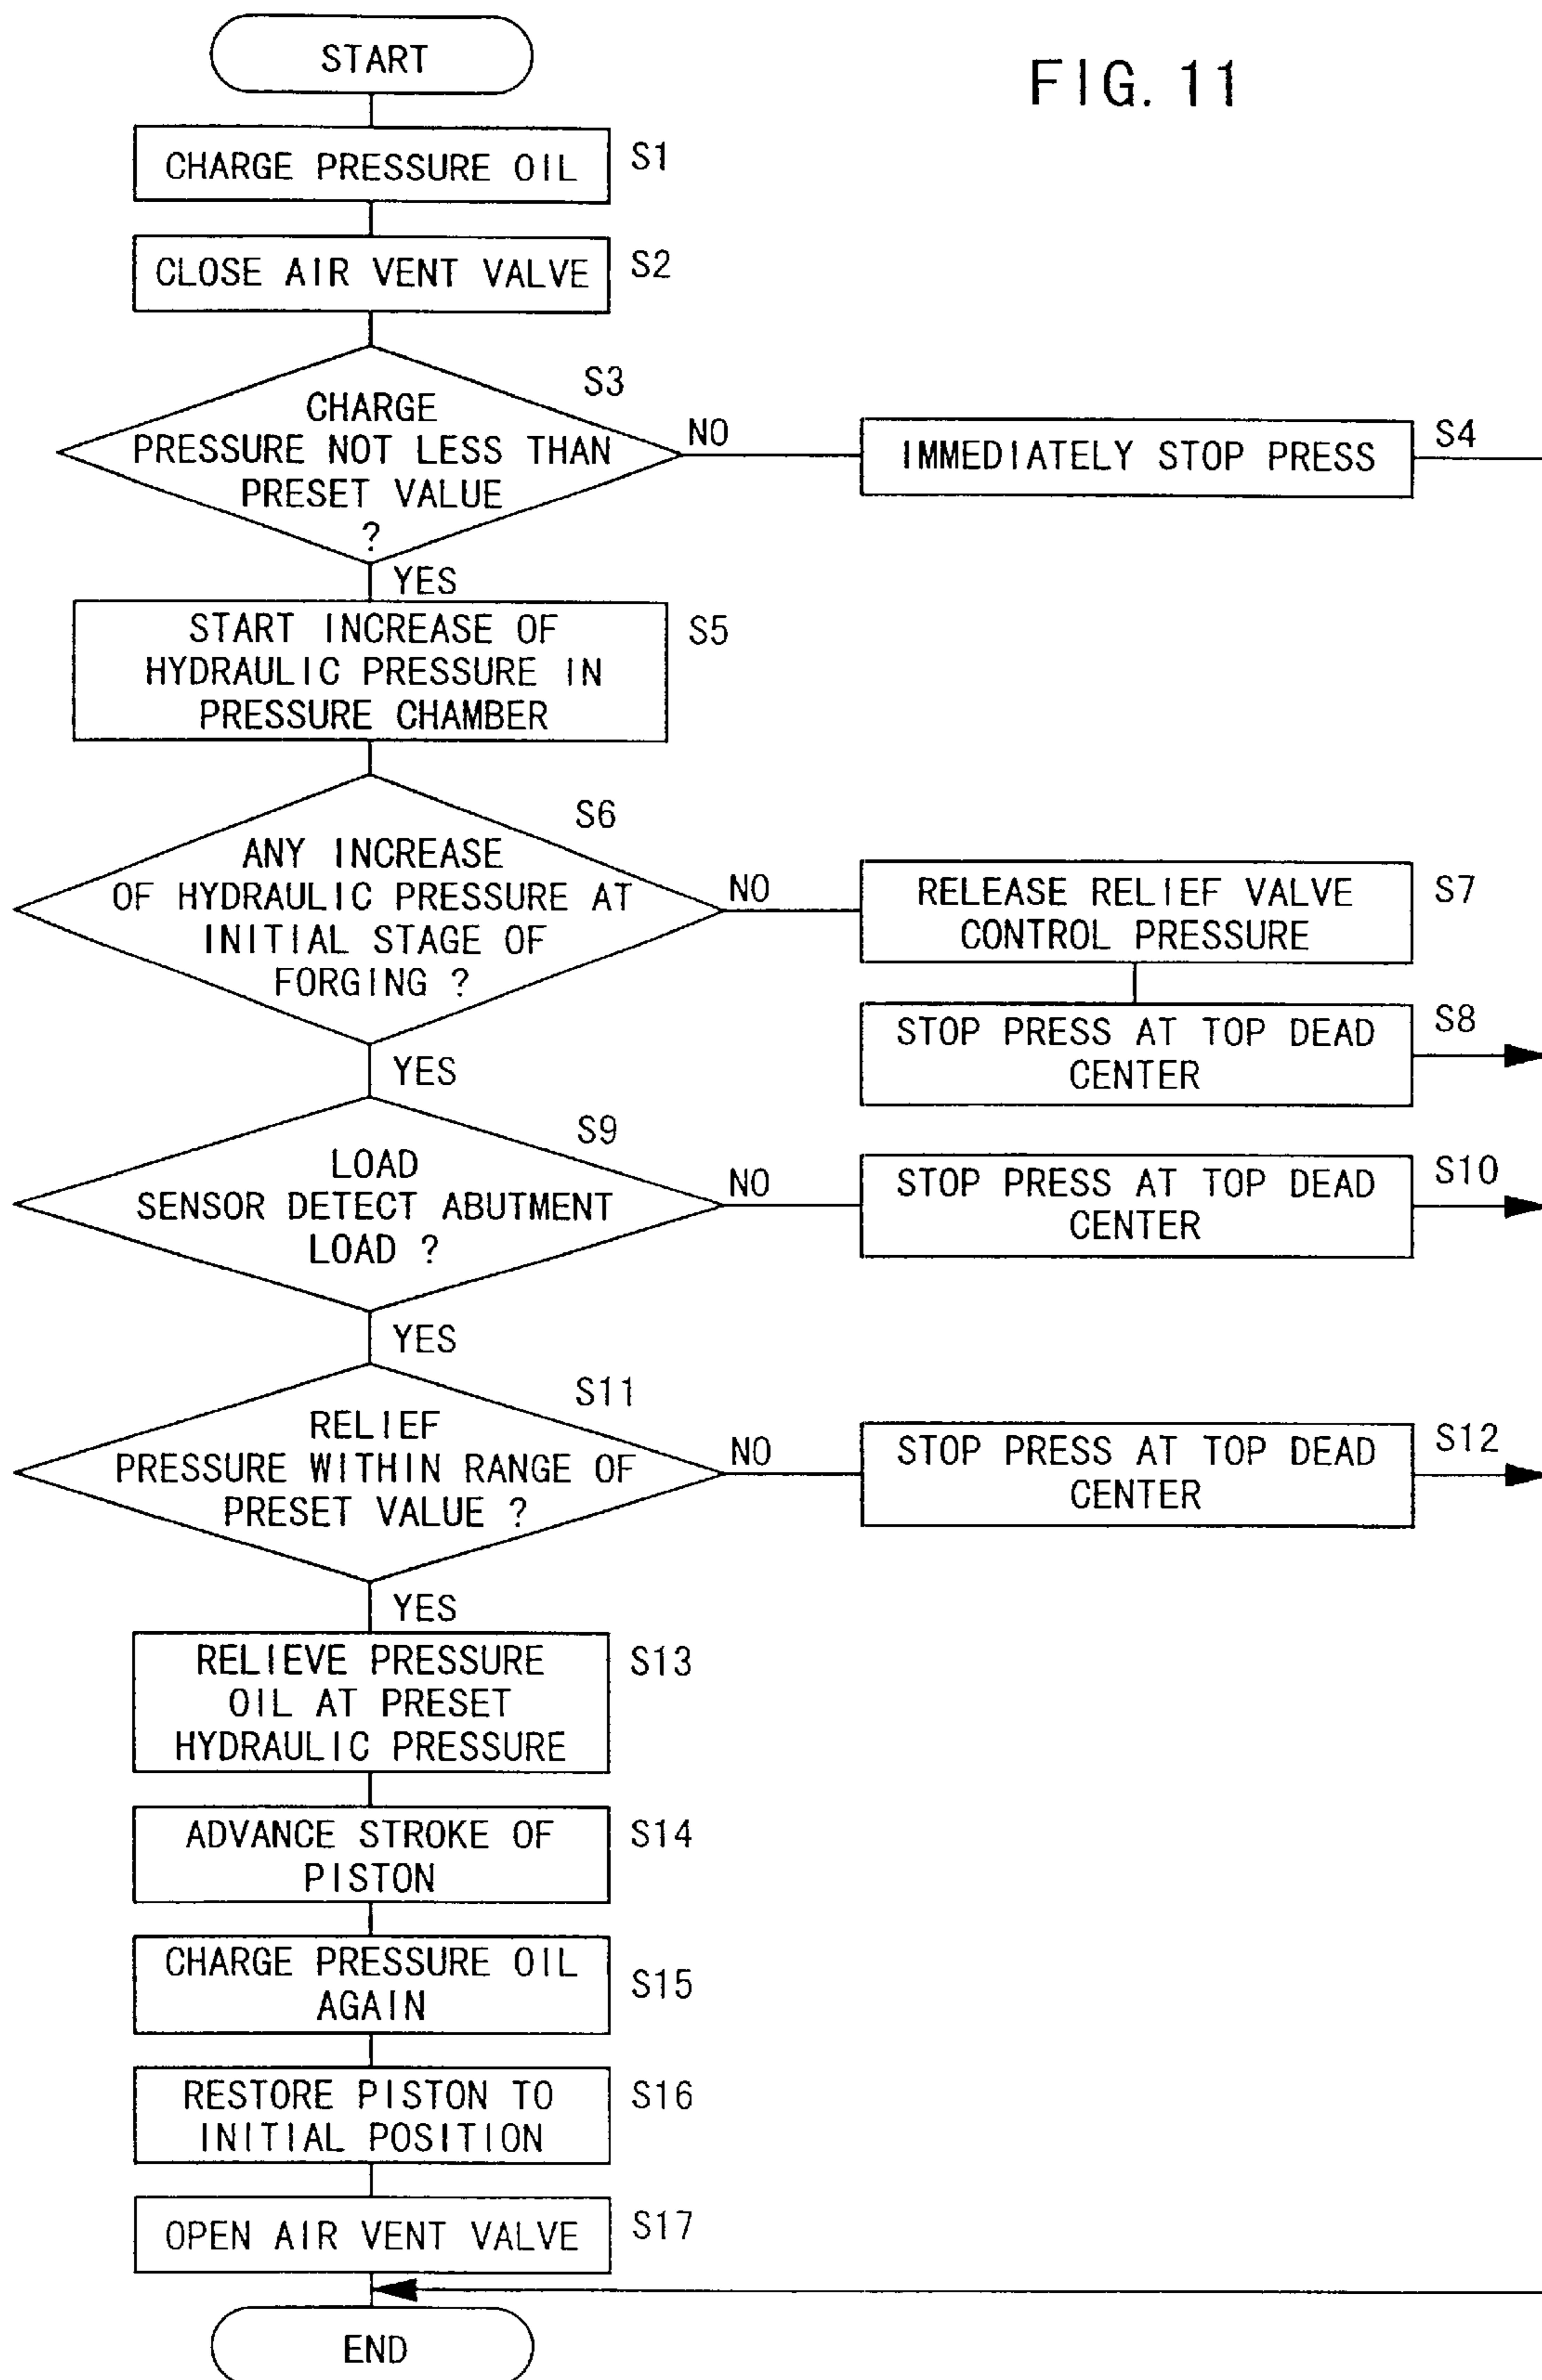 START
FIG. 11
CHARGE PRESSURE OIL
S1
CLOSE AIR VENT VALVE
S2
S3
CHARGE
PRESSURE NOT LESS THAN
PRESET VALUE
?
NO
IMMEDIATELY STOP PRESS
S4
YES
START INCREASE OF
HYDRAULIC PRESSURE IN
PRESSURE CHAMBER
S5
S6
ANY INCREASE
OF HYDRAULIC PRESSURE AT
INITIAL STAGE OF
FORGING ?
NO
RELEASE RELIEF VALVE
CONTROL PRESSURE
S7
STOP PRESS AT TOP DEAD
CENTER
S8
YES
S9
LOAD
SENSOR DETECT ABUTMENT
LOAD ?
NO
STOP PRESS AT TOP DEAD
CENTER
S10
YES
S11
RELIEF
PRESSURE WITHIN RANGE OF
PRESET VALUE ?
NO
STOP PRESS AT TOP DEAD
CENTER
S12
YES
RELIEVE PRESSURE
OIL AT PRESET
HYDRAULIC PRESSURE
S13
ADVANCE STROKE OF
PISTON
S14
CHARGE PRESSURE OIL
AGAIN
S15
RESTORE PISTON TO
INITIAL POSITION
S16
OPEN AIR VENT VALVE
S17
END